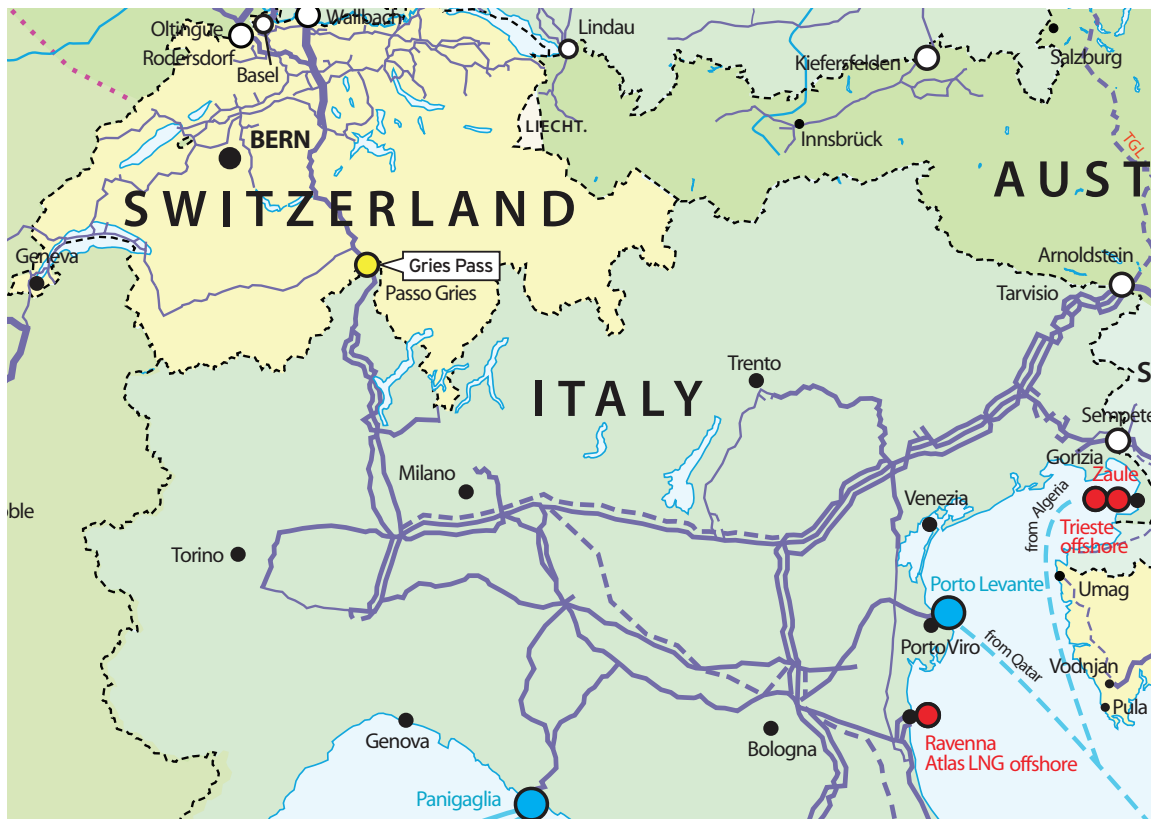 Oltingue
Rodersdorf
Wallbach
Basel
Lindau
Kiefersfelden
Salzburg
BERN
LIECHT.
Innsbrück
TGL
SWITZERLAND
AUST
Geneva
Gries Pass
Passo Gries
Arnoldstein
Tarvisio
Trento
ITALY
S
Sempete
Gorizia
Milano
Zaule
ble
Venezia
from Algeria
Trieste
offshore
Torino
Porto Levante
Umag
Porto Viro
from Qatar
Vodnjan
Pula
Genova
Bologna
Ravenna
Atlas LNG offshore
Panigaglia